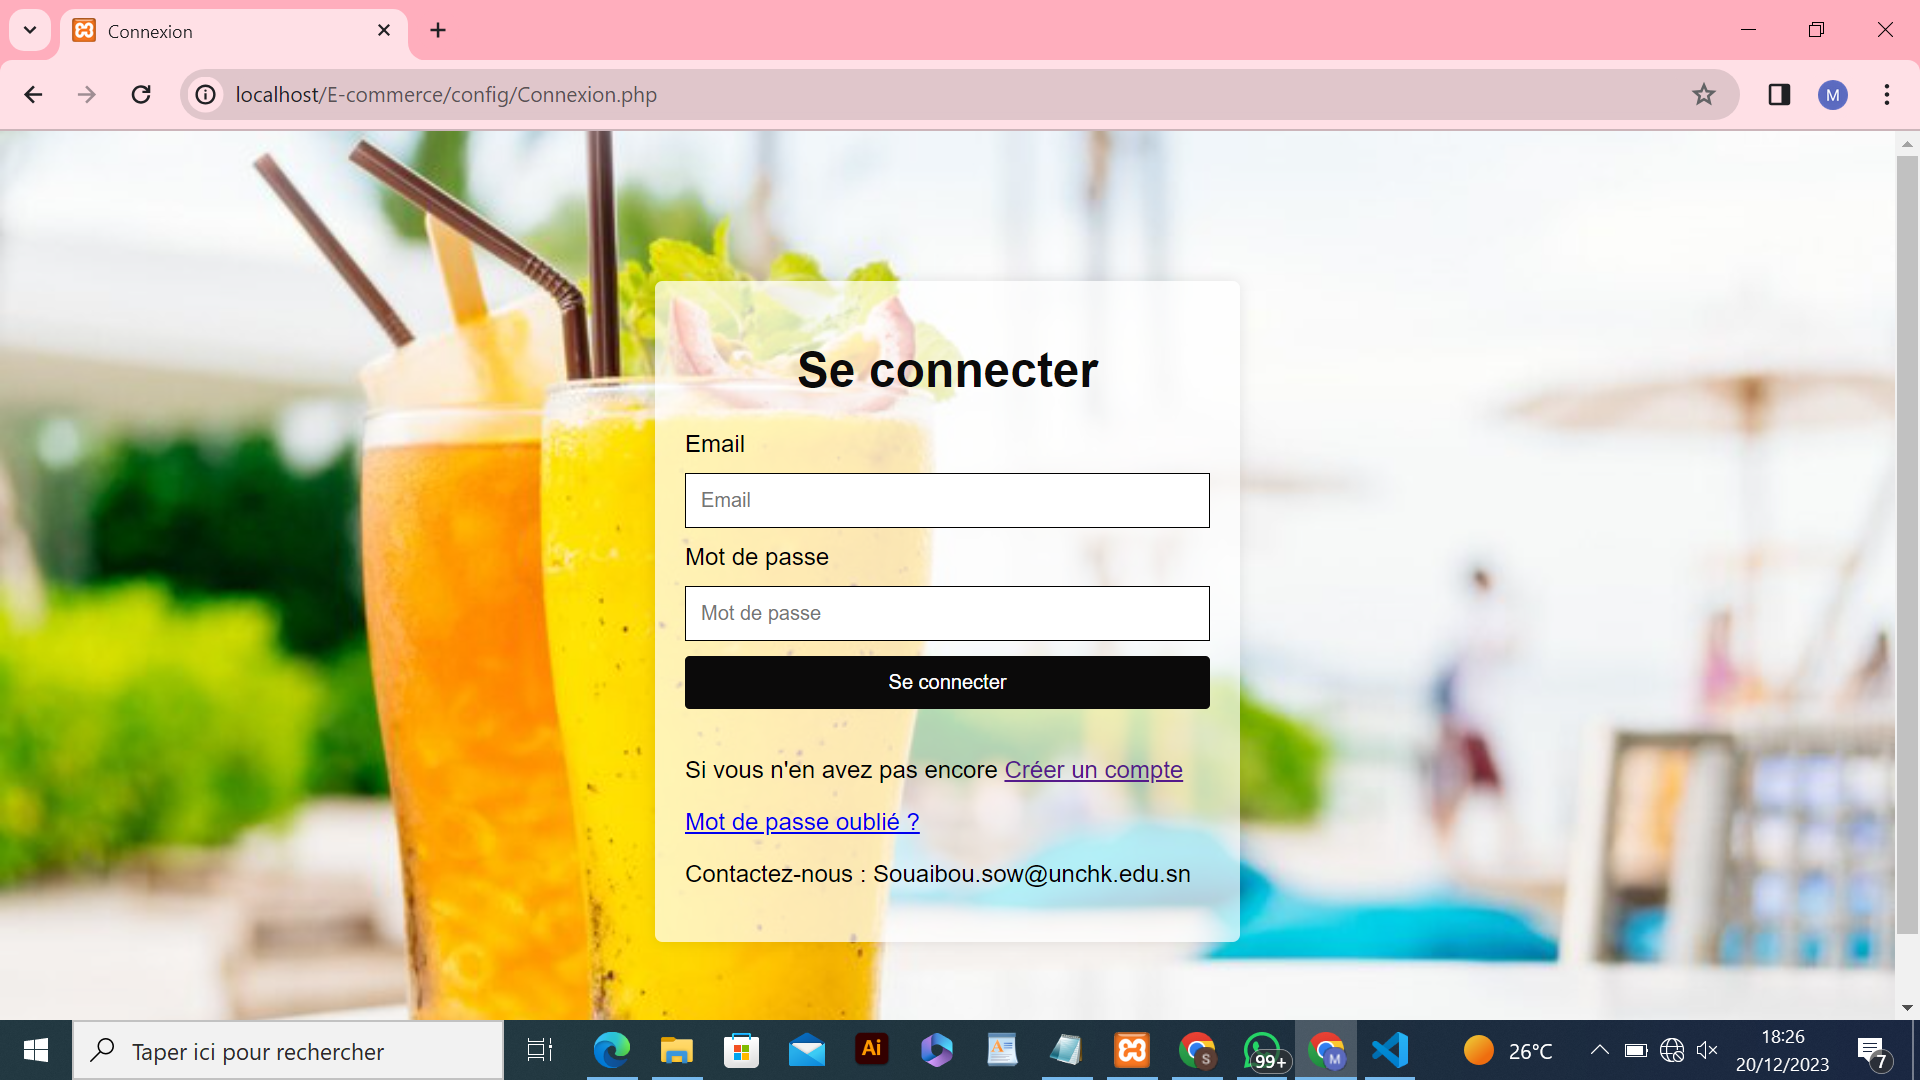 Connexion
localhost/E-commerce/config/Connexion.php
M
Se connecter
Email
Email
Mot de passe
Mot de passe
Se connecter
Si vous n'en avez pas encore Créer un compte
Mot de passe oublié ?
Contactez-nous : Souaibou.sow@unchk.edu.sn
Taper ici pour rechercher
Ai
S
99+
M
26°C
18:26
20/12/2023
7